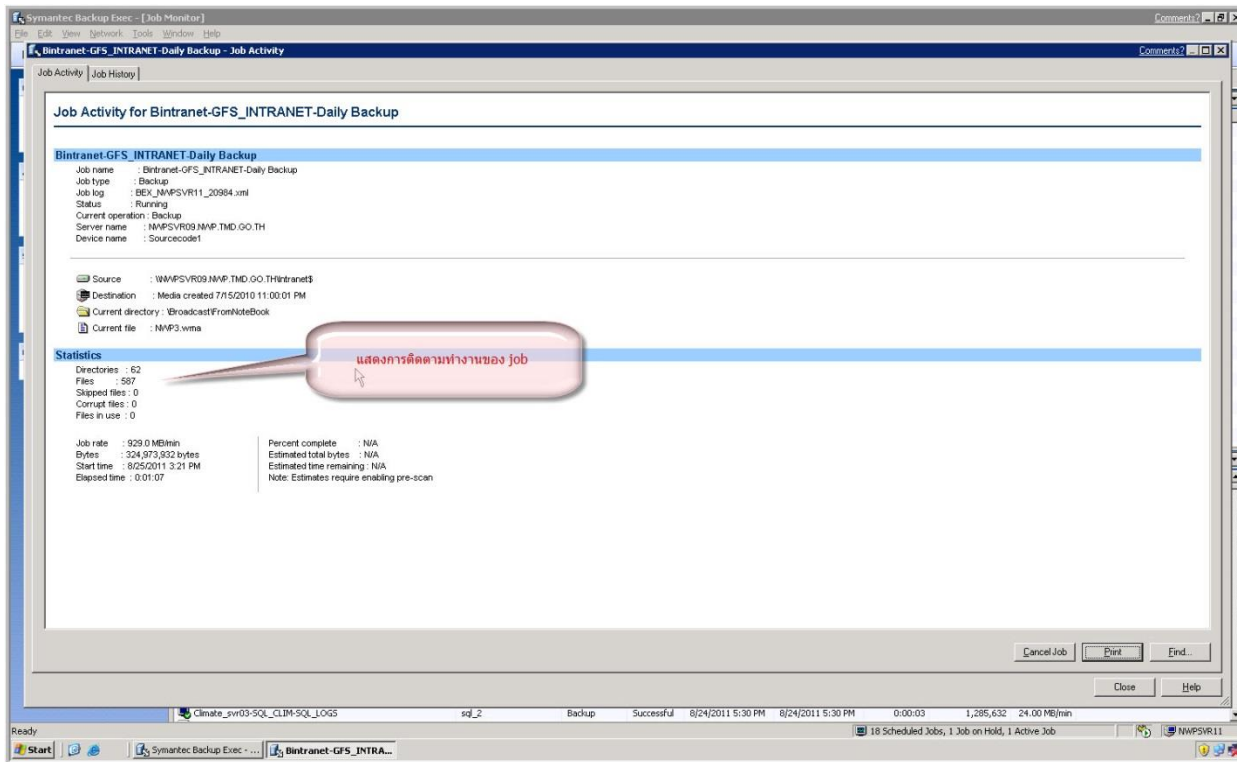 Symantec Backup Exec - [Job Monitor]
Comments?
File Edit View Network Tools Window Help
Bintranet-GFS_INTRANET-Daily Backup - Job Activity
Comments?
Job Activity Job History
Job Activity for Bintranet-GFS_INTRANET-Daily Backup
Bintranet-GFS_INTRANET-Daily Backup
Job name : Bintranet-GFS_INTRANET-Daily Backup
Job type : Backup
Job log : BEX_NWPSVR11_20984.xml
Status : Running
Current operation : Backup
Server name : NWPSVR09.NWP.TMD.GO.TH
Device name : Sourcecode1
Source : \\NWPSVR09.NWP.TMD.GO.TH\Intranet$
Destination : Media created 7/15/2010 11:00:01 PM
Current directory : \Broadcast\FromNoteBook
Current file : NWP3.wma
แสดงการติดตามทำงานของ job
Statistics
Directories : 62
Files : 587
Skipped files : 0
Corrupt files : 0
Files in use : 0
Job rate : 929.0 MB/min
Bytes : 324,973,932 bytes
Start time : 8/25/2011 3:21 PM
Elapsed time : 0:01:07
Percent complete : N/A
Estimated total bytes : N/A
Estimated time remaining : N/A
Note: Estimates require enabling pre-scan
Cancel Job Print Find...
Close Help
Climate_svr03-SQL_CLIM-SQL_LOGS sql_2 Backup Successful 8/24/2011 5:30 PM 8/24/2011 5:30 PM 0:00:03 1,285,632 24.00 MB/min
Ready
18 Scheduled Jobs, 1 Job on Hold, 1 Active Job
NWPSVR11
Start Symantec Backup Exec - ... Bintranet-GFS_INTRA...